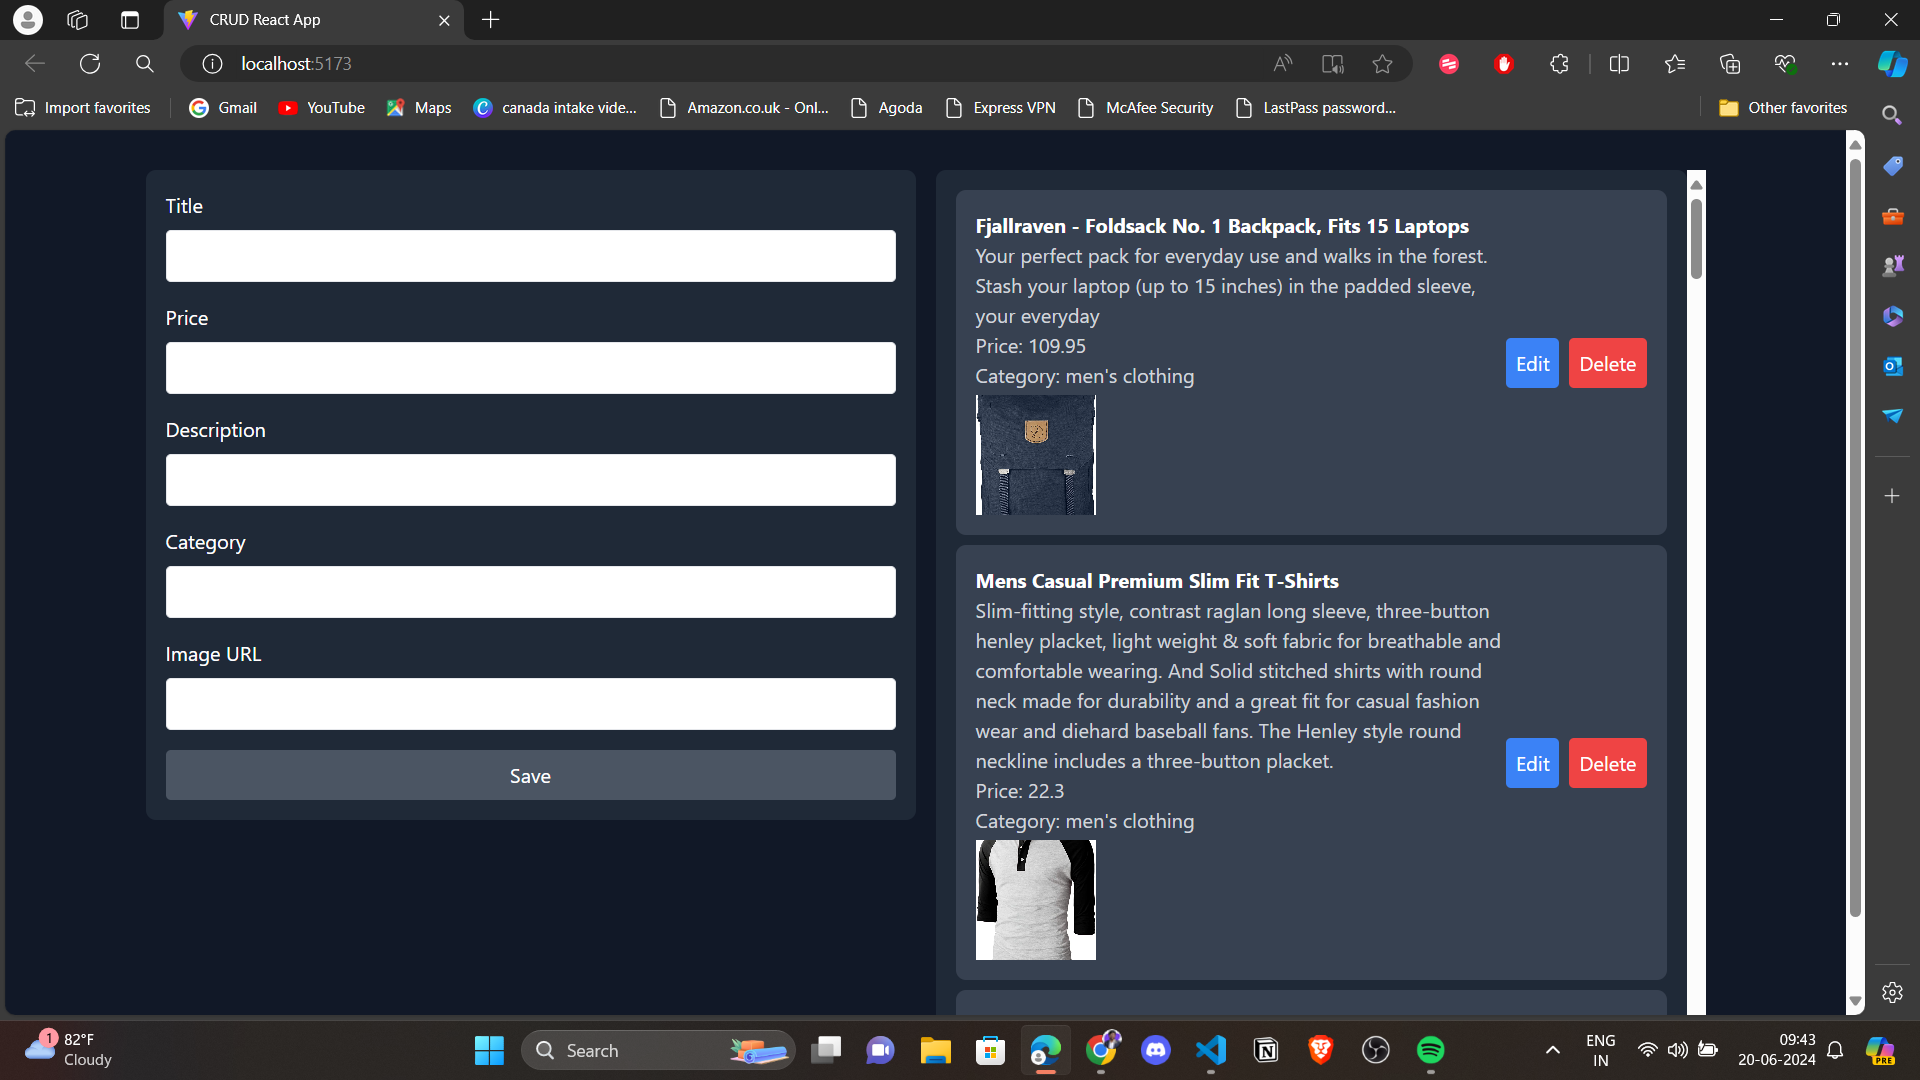 CRUD React App
localhost:5173
Import favorites
Gmail
YouTube
Maps
canada intake vide...
Amazon.co.uk - Onl...
Agoda
Express VPN
McAfee Security
LastPass password...
Other favorites
Title
Price
Description
Category
Image URL
Save
Fjallraven - Foldsack No. 1 Backpack, Fits 15 Laptops
Your perfect pack for everyday use and walks in the forest.
Stash your laptop (up to 15 inches) in the padded sleeve,
your everyday
Price: 109.95
Category: men's clothing
Edit
Delete
Mens Casual Premium Slim Fit T-Shirts
Slim-fitting style, contrast raglan long sleeve, three-button
henley placket, light weight & soft fabric for breathable and
comfortable wearing. And Solid stitched shirts with round
neck made for durability and a great fit for casual fashion
wear and diehard baseball fans. The Henley style round
neckline includes a three-button placket.
Price: 22.3
Category: men's clothing
Edit
Delete
1
82°F
Cloudy
Search
ENG
IN
09:43
20-06-2024
PRE